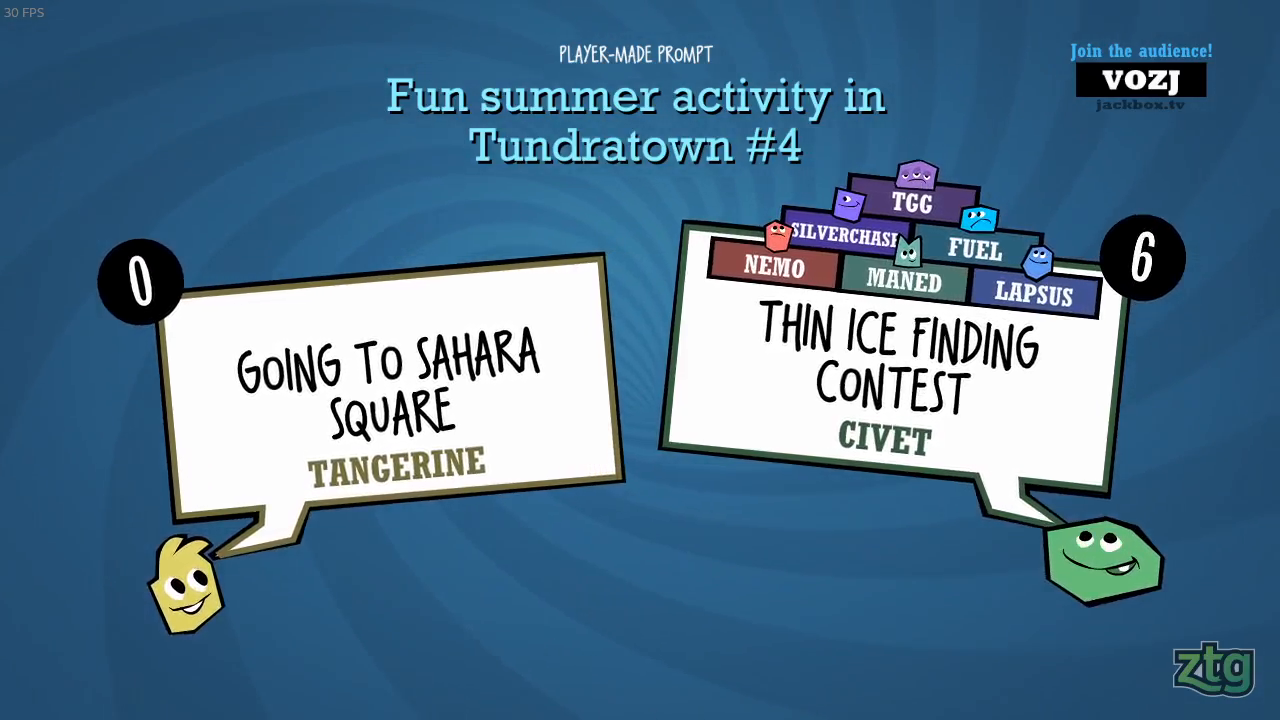 30 FPS
PLAYER-MADE PROMPT
Fun summer activity in
Tundratown #4
Join the audience!
VOZJ
jackbox.tv
0
GOING TO SAHARA
SQUARE
TANGERINE
TGG
SILVERCHASE
FUEL
NEMO
MANED
LAPSUS
6
THIN ICE FINDING
CONTEST
CIVET
ztg